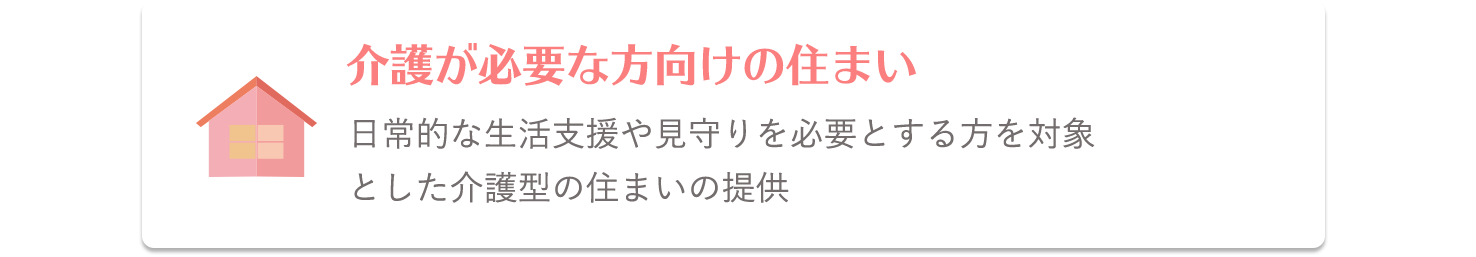 介護が必要な方向けの住まい
日常的な生活支援や見守りを必要とする方を対象
とした介護型の住まいの提供